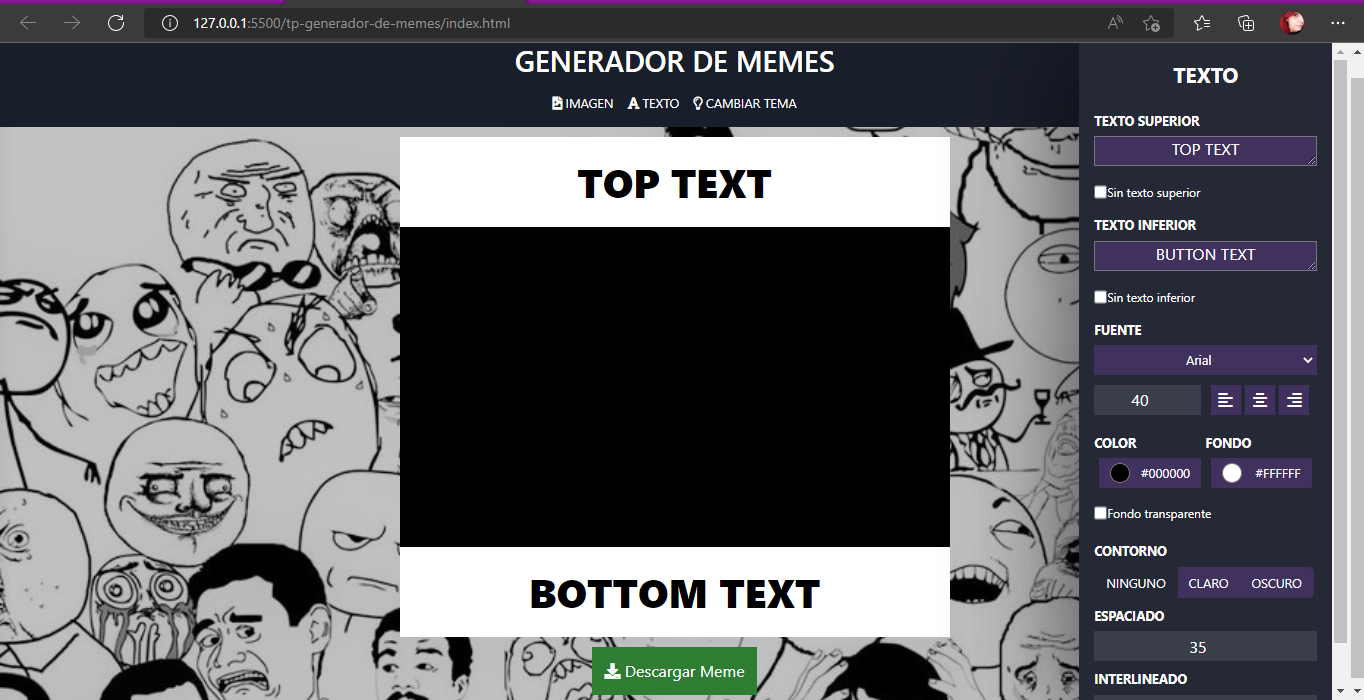 127.0.0.1:5500/tp-generador-de-memes/index.html
GENERADOR DE MEMES
IMAGEN TEXTO CAMBIAR TEMA
TOP TEXT
BOTTOM TEXT
Descargar Meme
TEXTO
TEXTO SUPERIOR
TOP TEXT
Sin texto superior
TEXTO INFERIOR
BUTTON TEXT
Sin texto inferior
FUENTE
Arial
40
COLOR FONDO
#000000 #FFFFFF
Fondo transparente
CONTORNO
NINGUNO CLARO OSCURO
ESPACIADO
35
INTERLINEADO